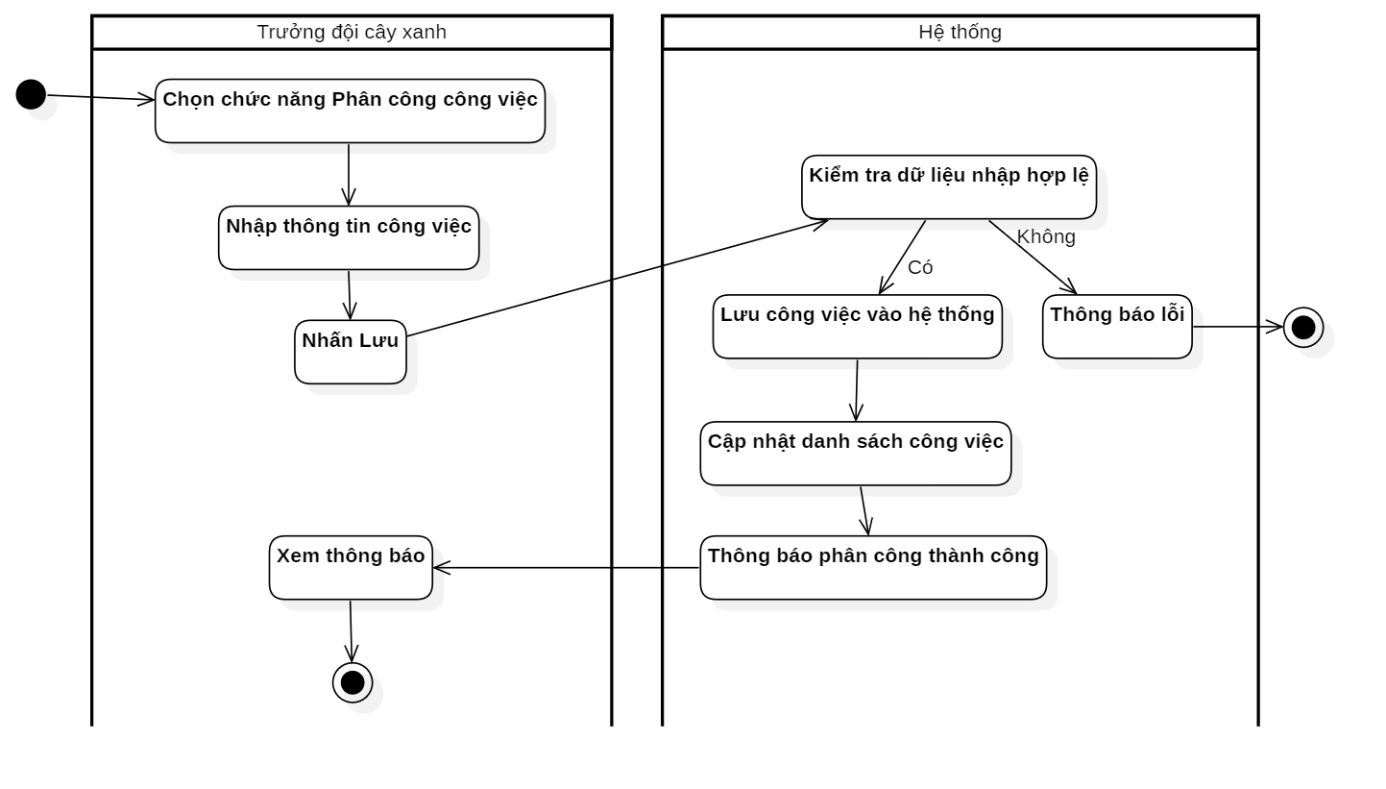 Trưởng đội cây xanh
Hệ thống
Chọn chức năng Phân công công việc
Kiểm tra dữ liệu nhập hợp lệ
Nhập thông tin công việc
Không
Có
Lưu công việc vào hệ thống
Thông báo lỗi
Nhấn Lưu
Cập nhật danh sách công việc
Xem thông báo
Thông báo phân công thành công